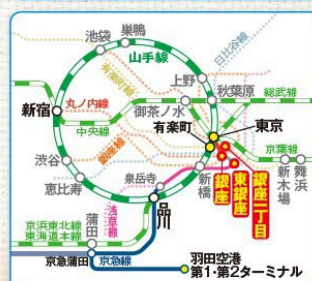 池袋
巣鴨
山手線
日比谷線
有楽町線
上野
新宿
丸ノ内線
御茶ノ水
秋葉原
総武線
中央線
有楽町
東京
銀座線
京葉線
渋谷
恵比寿
泉岳寺
新橋
銀座
東銀座
銀座一丁目
新木場
舞浜
浅草線
品川
京浜東北線
東海道本線
蒲田
京急蒲田
京急線
羽田空港
第1・第2ターミナル